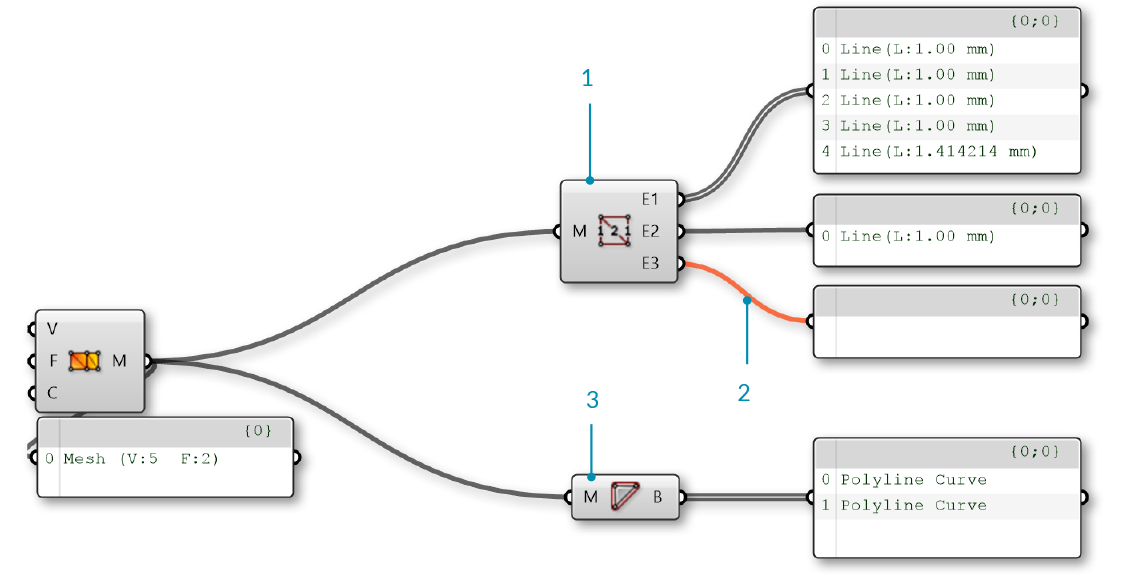 {0;0}
0 Line(L:1.00 mm)
1 Line(L:1.00 mm)
2 Line(L:1.00 mm)
3 Line(L:1.00 mm)
4 Line(L:1.414214 mm)
1
E1
M 1 2 1 E2
E3
{0;0}
0 Line(L:1.00 mm)
{0;0}
2
V
F M
C
{0}
0 Mesh (V:5 F:2)
3
M B
{0;0}
0 Polyline Curve
1 Polyline Curve